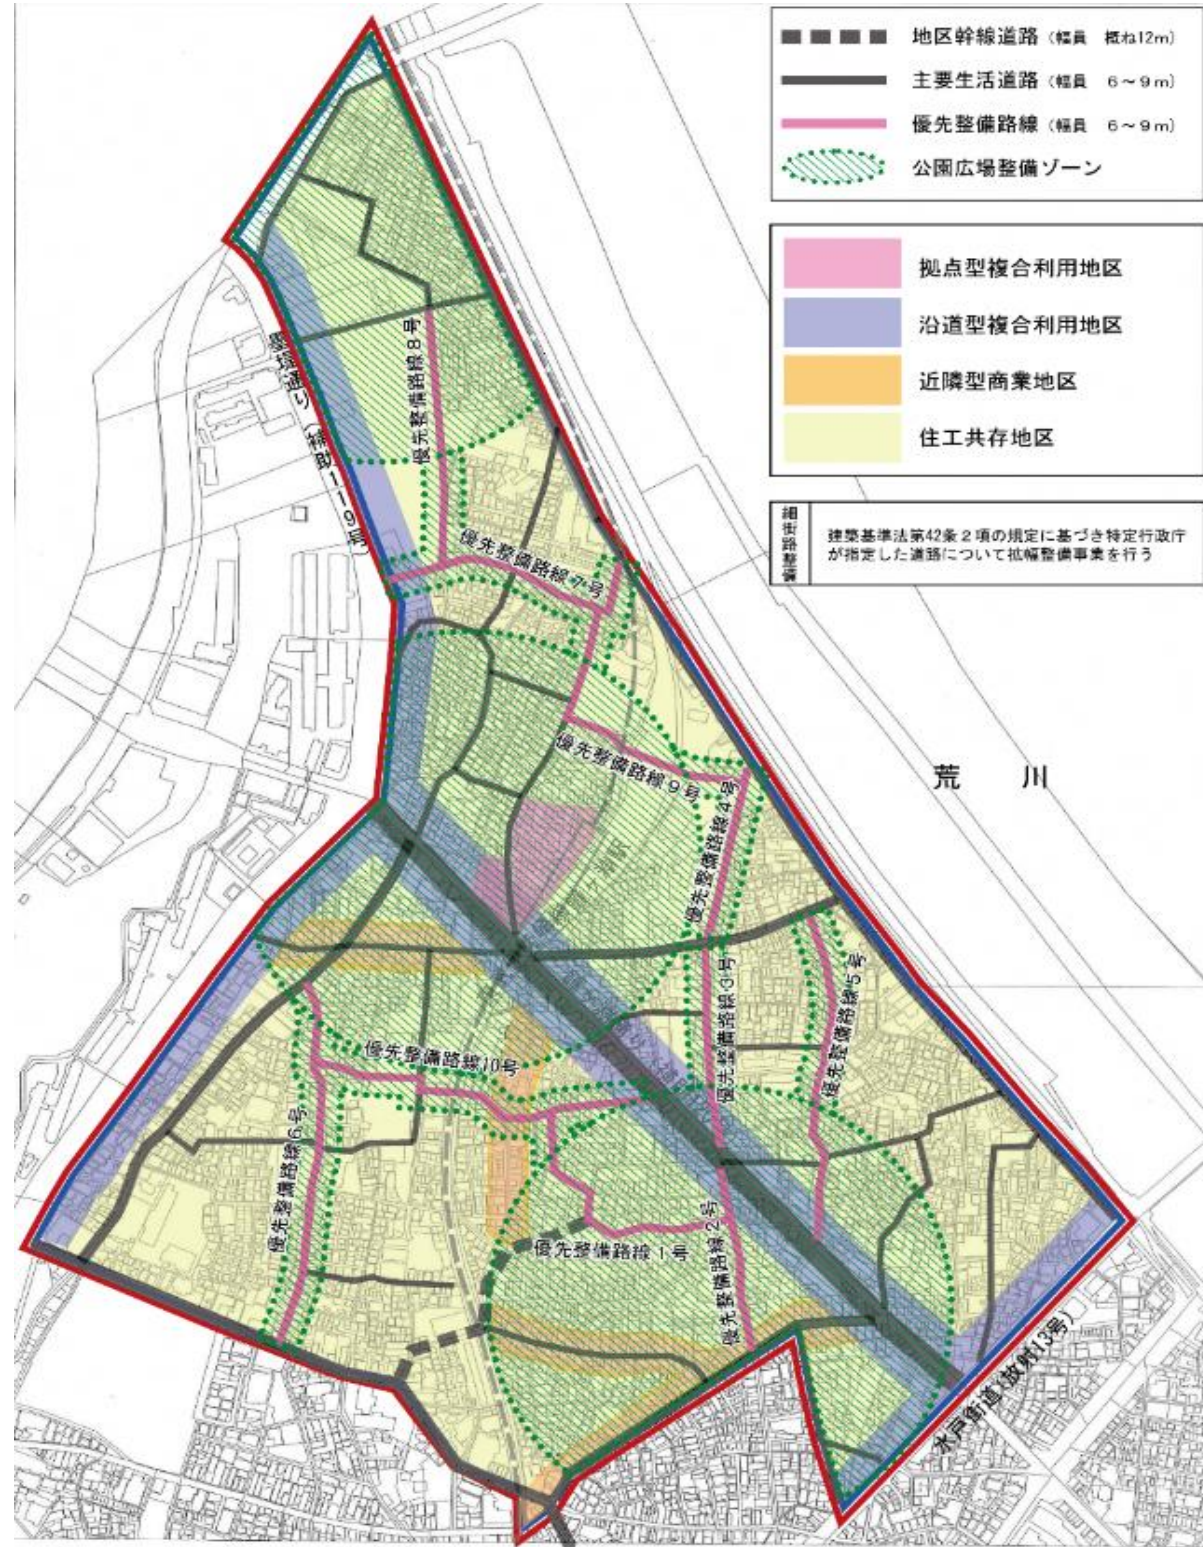 地区幹線道路（幅員　概ね12m）
主要生活道路（幅員　6～9m）
優先整備路線（幅員　6～9m）
公園広場整備ゾーン
拠点型複合利用地区
沿道型複合利用地区
近隣型商業地区
住工共存地区
細街路整備
建築基準法第42条2項の規定に基づき特定行政庁
が指定した道路について拡幅整備事業を行う
墨堤通り（補助119号）
優先整備路線8号
優先整備路線7号
優先整備路線9号
優先整備路線4号
荒　川
優先整備路線3号
優先整備路線5号
優先整備路線10号
優先整備路線6号
優先整備路線1号
優先整備路線2号
水戸街道（放射13号）